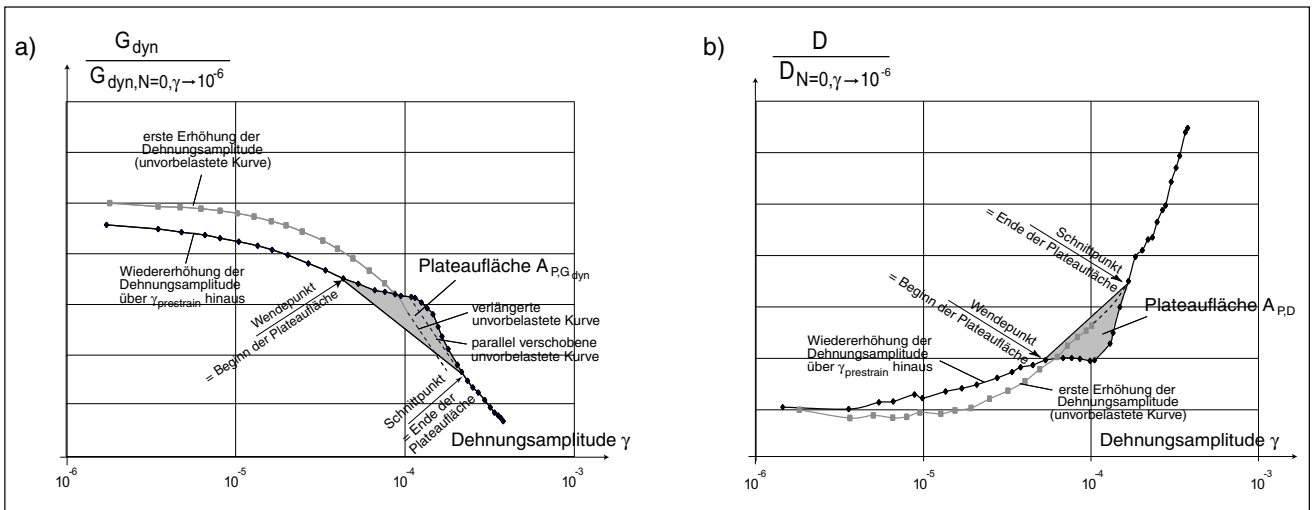 a)
G dyn
G dyn,N=0,γ→10-6
erste Erhöhung der
Dehnungsamplitude
(unvorbelastete Kurve)
Wiedererhöhung der
Dehnungsamplitude
über γprestrain hinaus
Plateaufläche A P,Gdyn
Wendepunkt
= Beginn der Plateaufläche
verlängerte
unvorbelastete Kurve
parallel verschobene
unvorbelastete Kurve
Schnittpunkt
= Ende der
Plateaufläche
Dehnungsamplitude γ
10-6
10-5
10-4
10-3
b)
D
D N=0,γ→10-6
Schnittpunkt
= Ende der Plateaufläche
Wendepunkt
= Beginn der Plateaufläche
Plateaufläche A P,D
Wiedererhöhung der
Dehnungsamplitude
über γprestrain hinaus
erste Erhöhung der
Dehnungsamplitude
(unvorbelastete Kurve)
Dehnungsamplitude γ
10-6
10-5
10-4
10-3